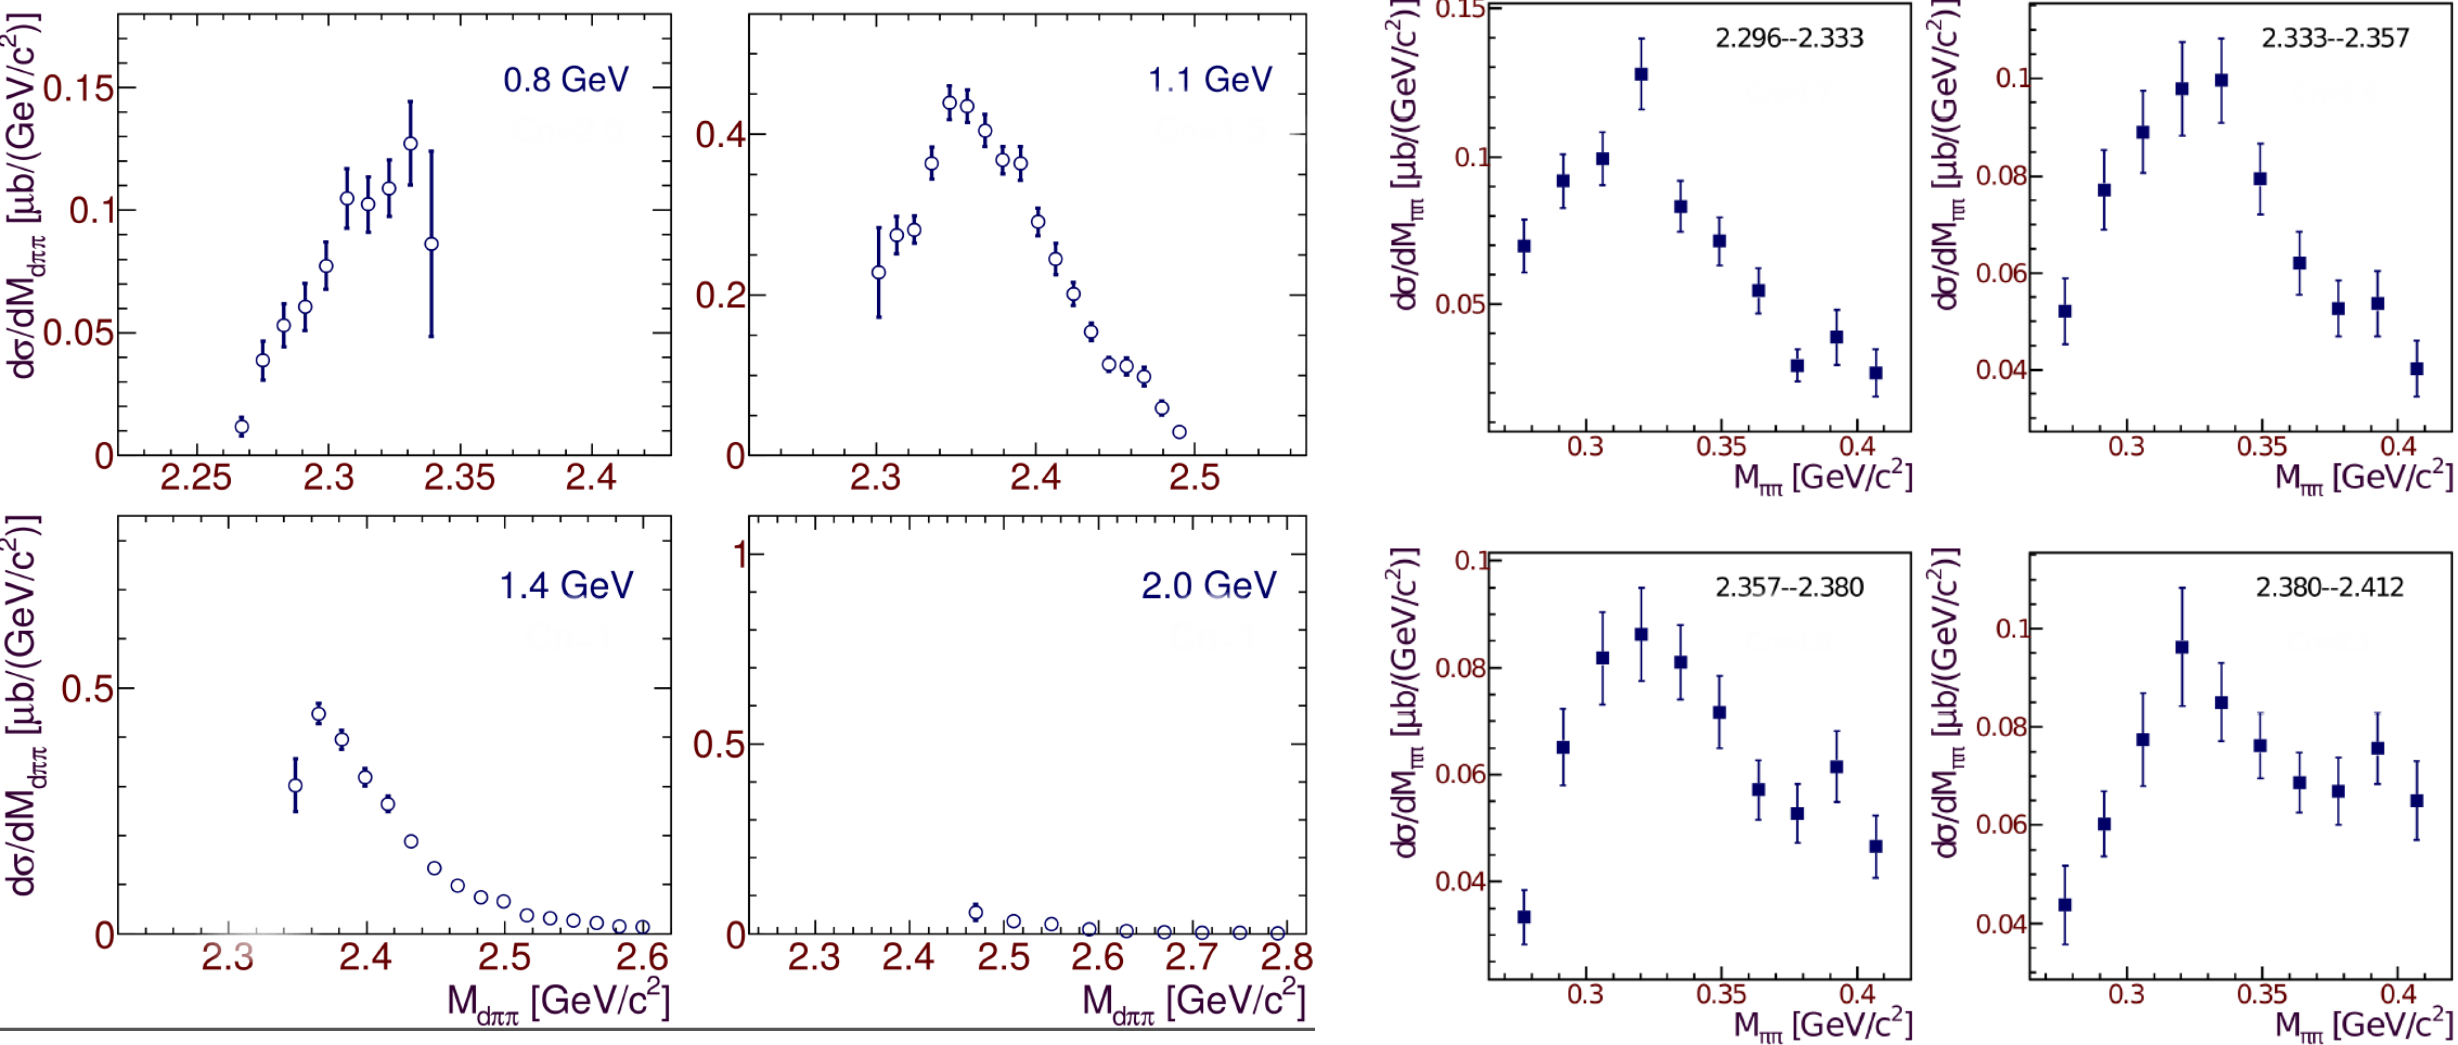 dσ/dM_dππ [μb/(GeV/c²)]
0.8 GeV
0.15
0.1
0.05
0
2.25 2.3 2.35 2.4
1.1 GeV
0.4
0.2
0
2.3 2.4 2.5
dσ/dM_dππ [μb/(GeV/c²)]
1.4 GeV
0.5
0
2.3 2.4 2.5 2.6
M_dππ [GeV/c²]
2.0 GeV
1
0.5
0
2.3 2.4 2.5 2.6 2.7 2.8
M_dππ [GeV/c²]
dσ/dM_ππ [μb/(GeV/c²)]
2.296--2.333
0.15
0.1
0.05
0.3 0.35 0.4
M_ππ [GeV/c²]
dσ/dM_ππ [μb/(GeV/c²)]
2.333--2.357
0.1
0.08
0.06
0.04
0.3 0.35 0.4
M_ππ [GeV/c²]
dσ/dM_ππ [μb/(GeV/c²)]
2.357--2.380
0.1
0.08
0.06
0.04
0.3 0.35 0.4
M_ππ [GeV/c²]
dσ/dM_ππ [μb/(GeV/c²)]
2.380--2.412
0.1
0.08
0.06
0.04
0.3 0.35 0.4
M_ππ [GeV/c²]